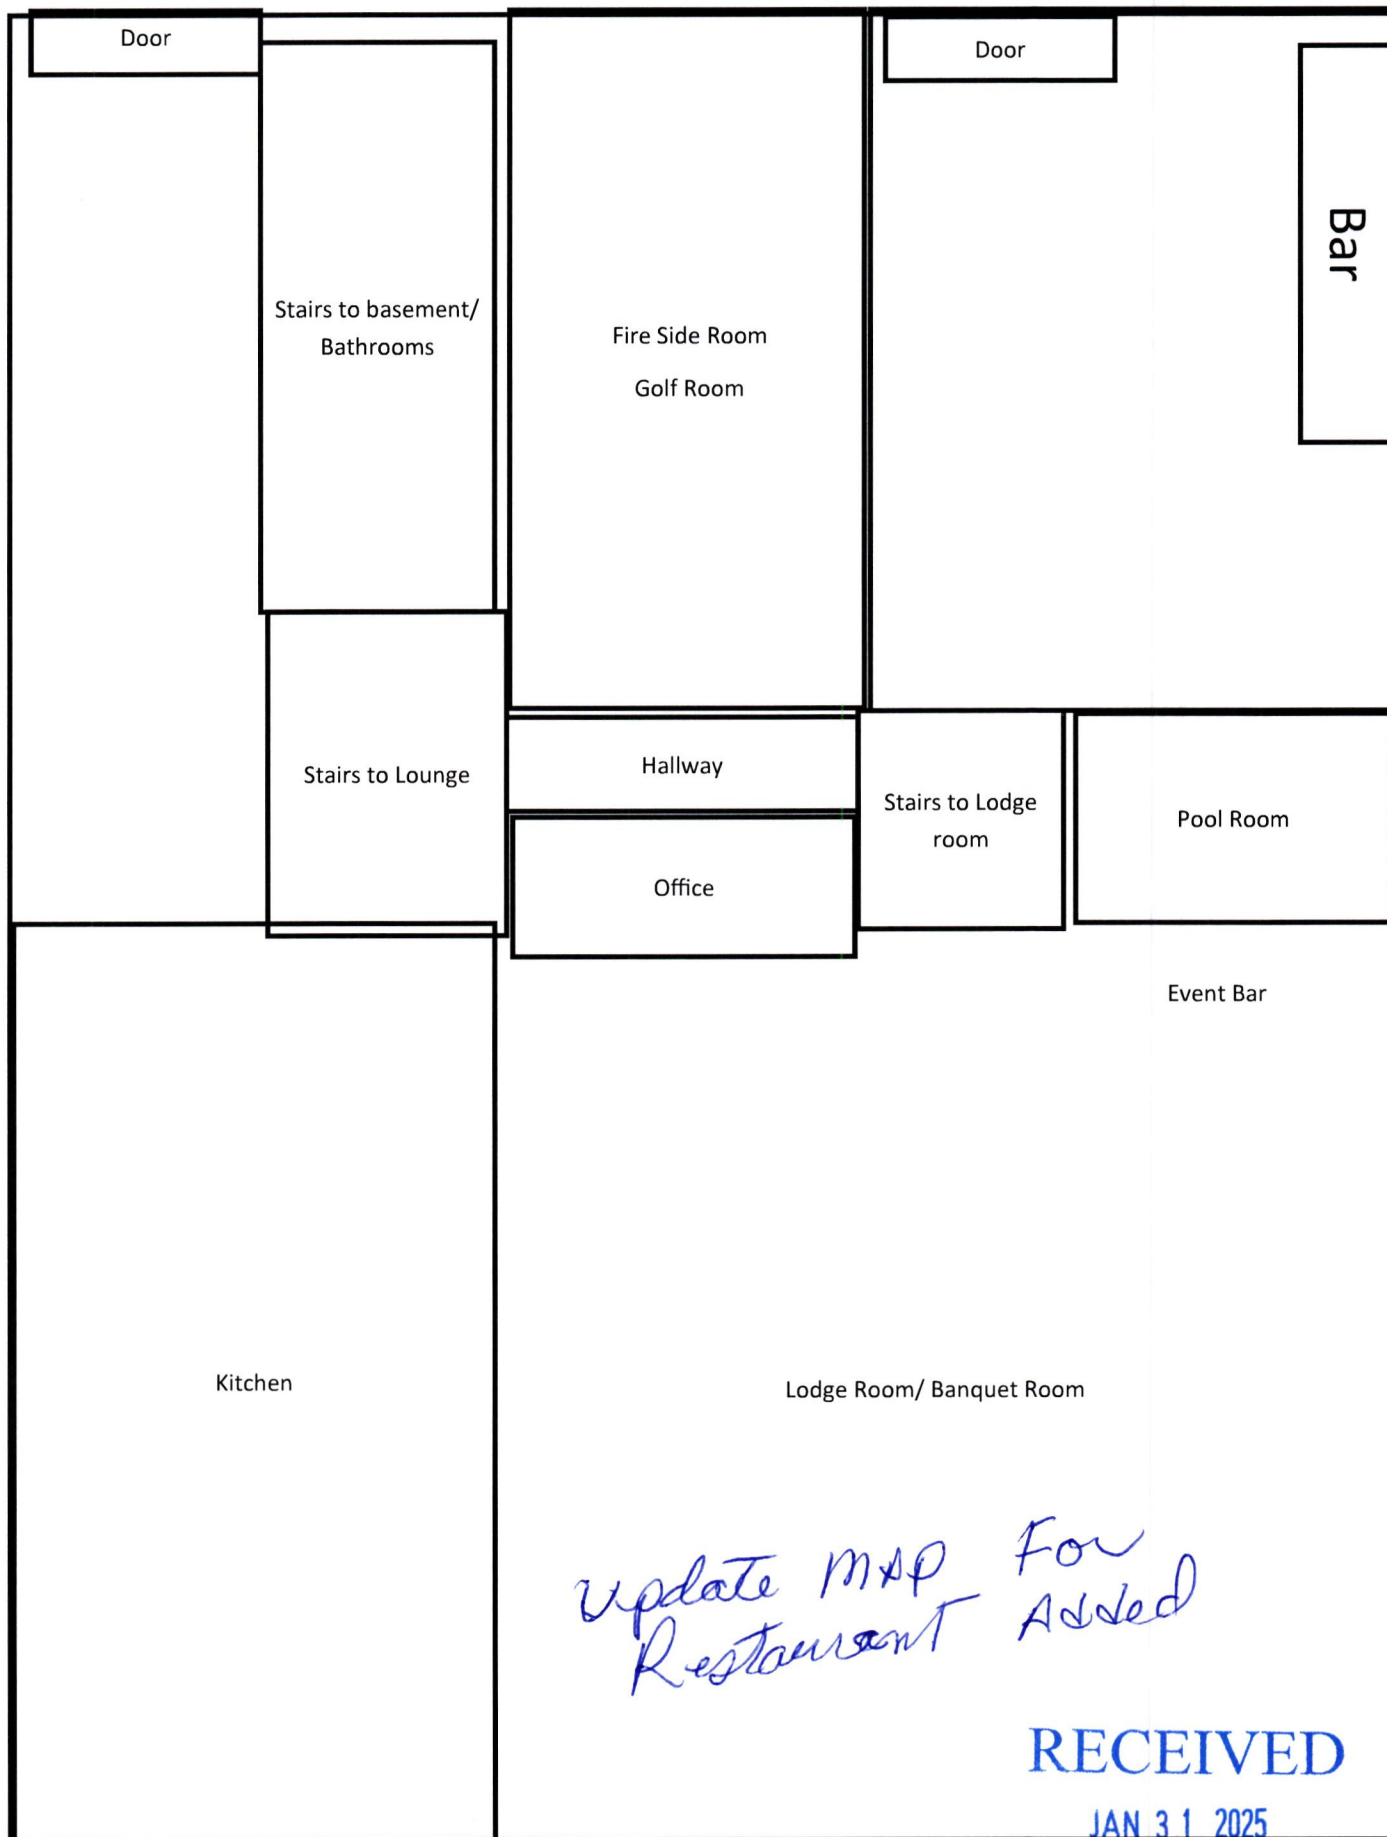 Door
Door
Bar
Stairs to basement/
Bathrooms
Fire Side Room
Golf Room
Stairs to Lounge
Hallway
Stairs to Lodge
room
Pool Room
Office
Event Bar
Kitchen
Lodge Room/ Banquet Room
Update MAP For
Restaurant Added
RECEIVED
JAN 31 2025